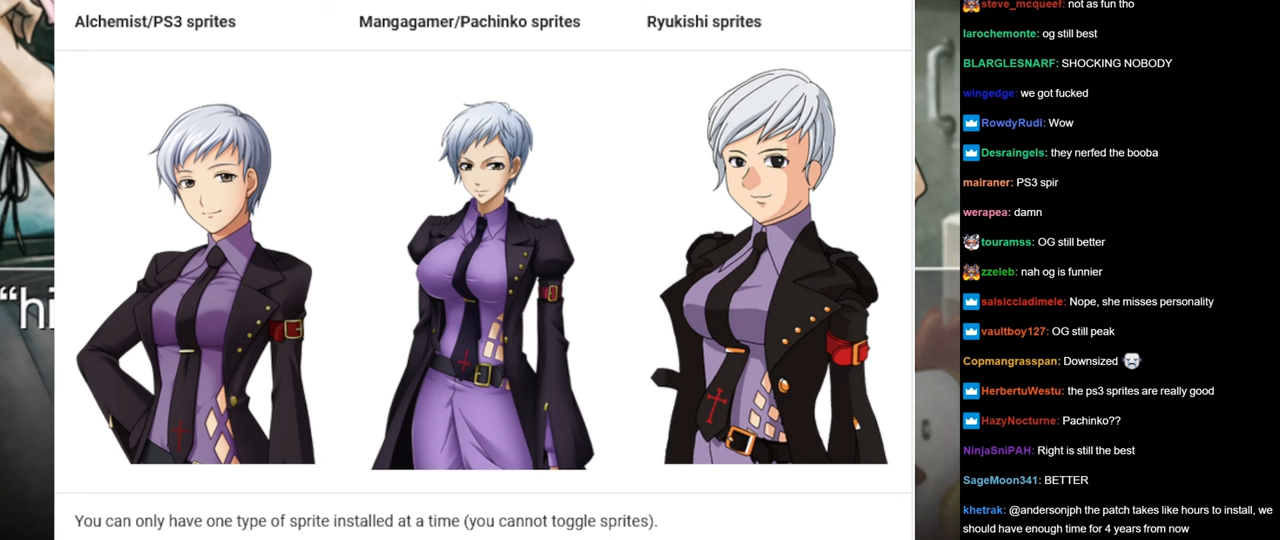 Alchemist/PS3 sprites
Mangagamer/Pachinko sprites
Ryukishi sprites
“hi
You can only have one type of sprite installed at a time (you cannot toggle sprites).
steve_mcqueef: not as fun tho
larochemonte: og still best
BLARGLESNARF: SHOCKING NOBODY
wingedge: we got fucked
RowdyRudi: Wow
Desraingels: they nerfed the booba
mairaner: PS3 spir
werapea: damn
touramss: OG still better
zzeleb: nah og is funnier
salsicciadimele: Nope, she misses personality
vaultboy127: OG still peak
Copmangrasspan: Downsized
HerbertuWestu: the ps3 sprites are really good
HazyNocturne: Pachinko??
NinjaSniPAH: Right is still the best
SageMoon341: BETTER
khetrak: @andersonjph the patch takes like hours to install, we
should have enough time for 4 years from now